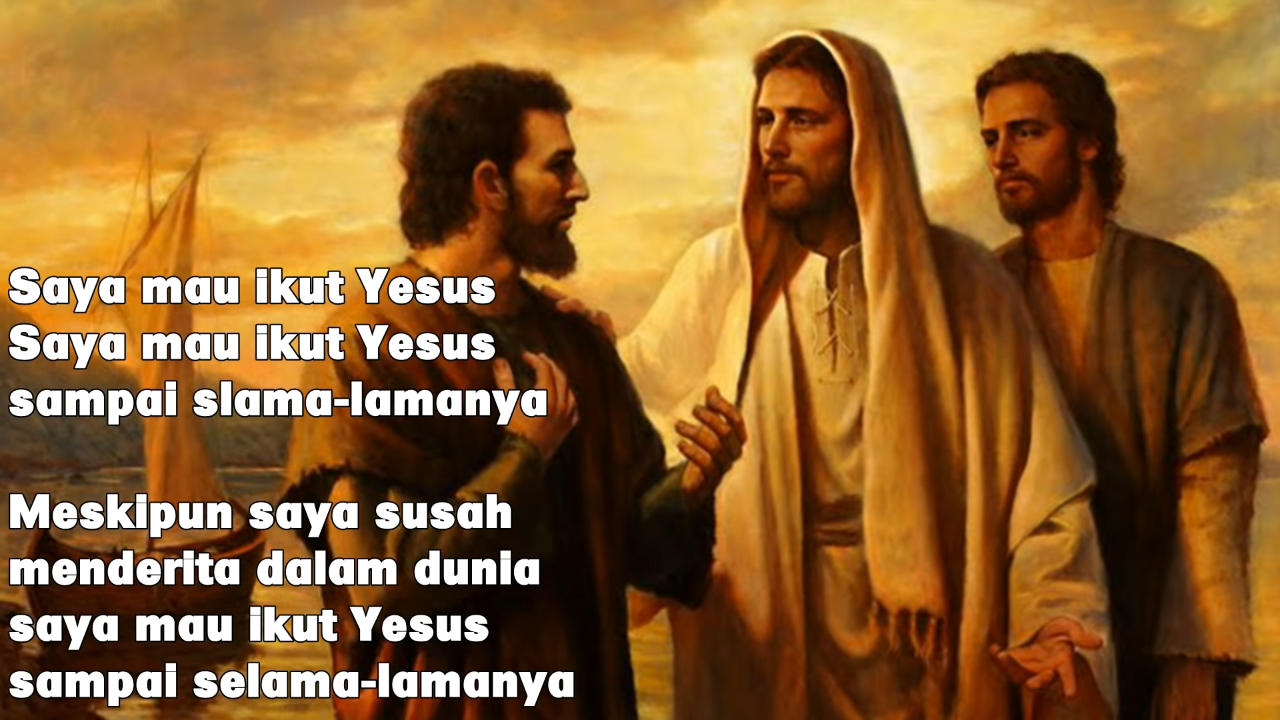 Saya mau ikut Yesus
Saya mau ikut Yesus
sampai slama-lamanya
Meskipun saya susah
menderita dalam dunia
saya mau ikut Yesus
sampai selama-lamanya